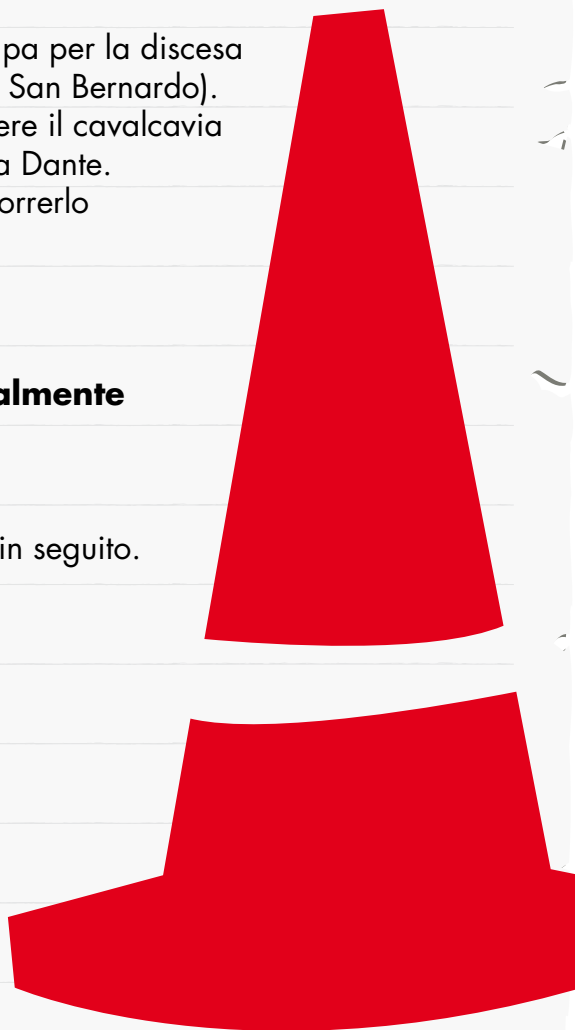 pa per la discesa
San Bernardo).
ere il cavalcavia
a Dante.
orrerlo
almente
in seguito.